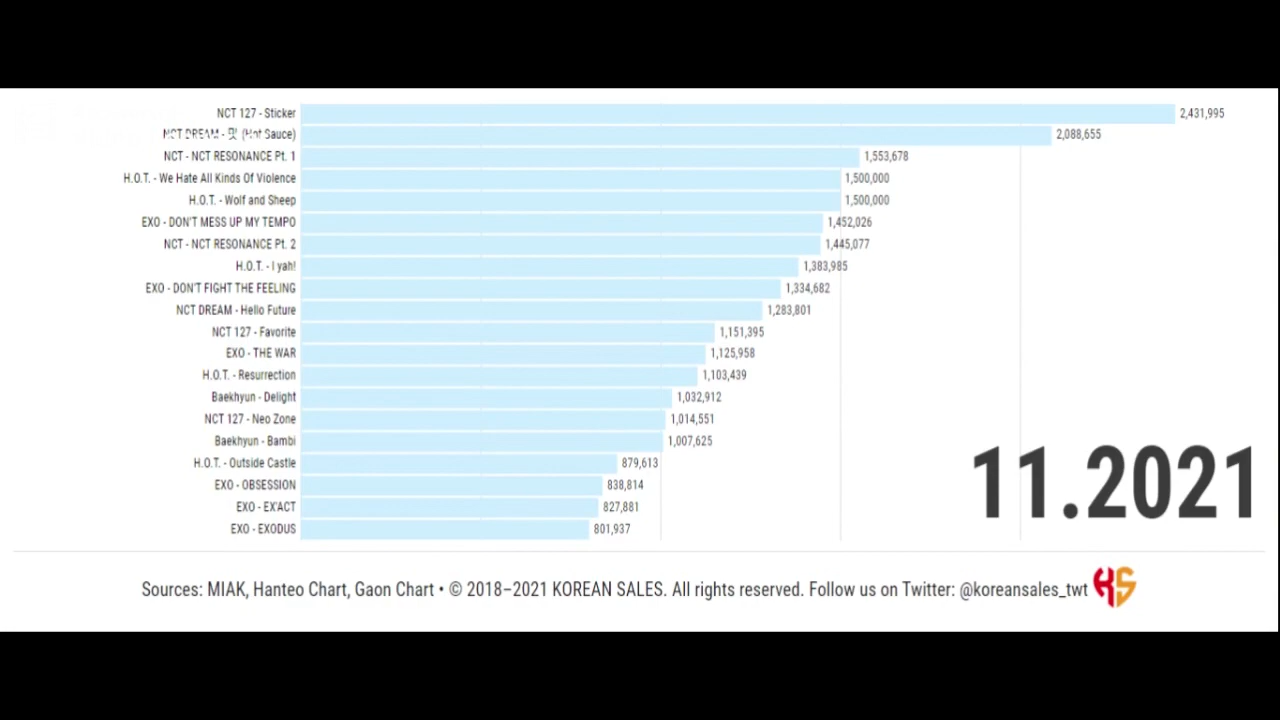 NCT 127 - Sticker 2,431,995
NCT DREAM - 맛 (Hot Sauce) 2,088,655
NCT - NCT RESONANCE Pt. 1 1,553,678
H.O.T. - We Hate All Kinds Of Violence 1,500,000
H.O.T. - Wolf and Sheep 1,500,000
EXO - DON'T MESS UP MY TEMPO 1,452,026
NCT - NCT RESONANCE Pt. 2 1,445,077
H.O.T. - I yah! 1,383,985
EXO - DON'T FIGHT THE FEELING 1,334,682
NCT DREAM - Hello Future 1,283,801
NCT 127 - Favorite 1,151,395
EXO - THE WAR 1,125,958
H.O.T. - Resurrection 1,103,439
Baekhyun - Delight 1,032,912
NCT 127 - Neo Zone 1,014,551
Baekhyun - Bambi 1,007,625
H.O.T. - Outside Castle 879,613
EXO - OBSESSION 838,814
EXO - EX'ACT 827,881
EXO - EXODUS 801,937
11.2021
Sources: MIAK, Hanteo Chart, Gaon Chart • © 2018–2021 KOREAN SALES. All rights reserved. Follow us on Twitter: @koreansales_twt KS